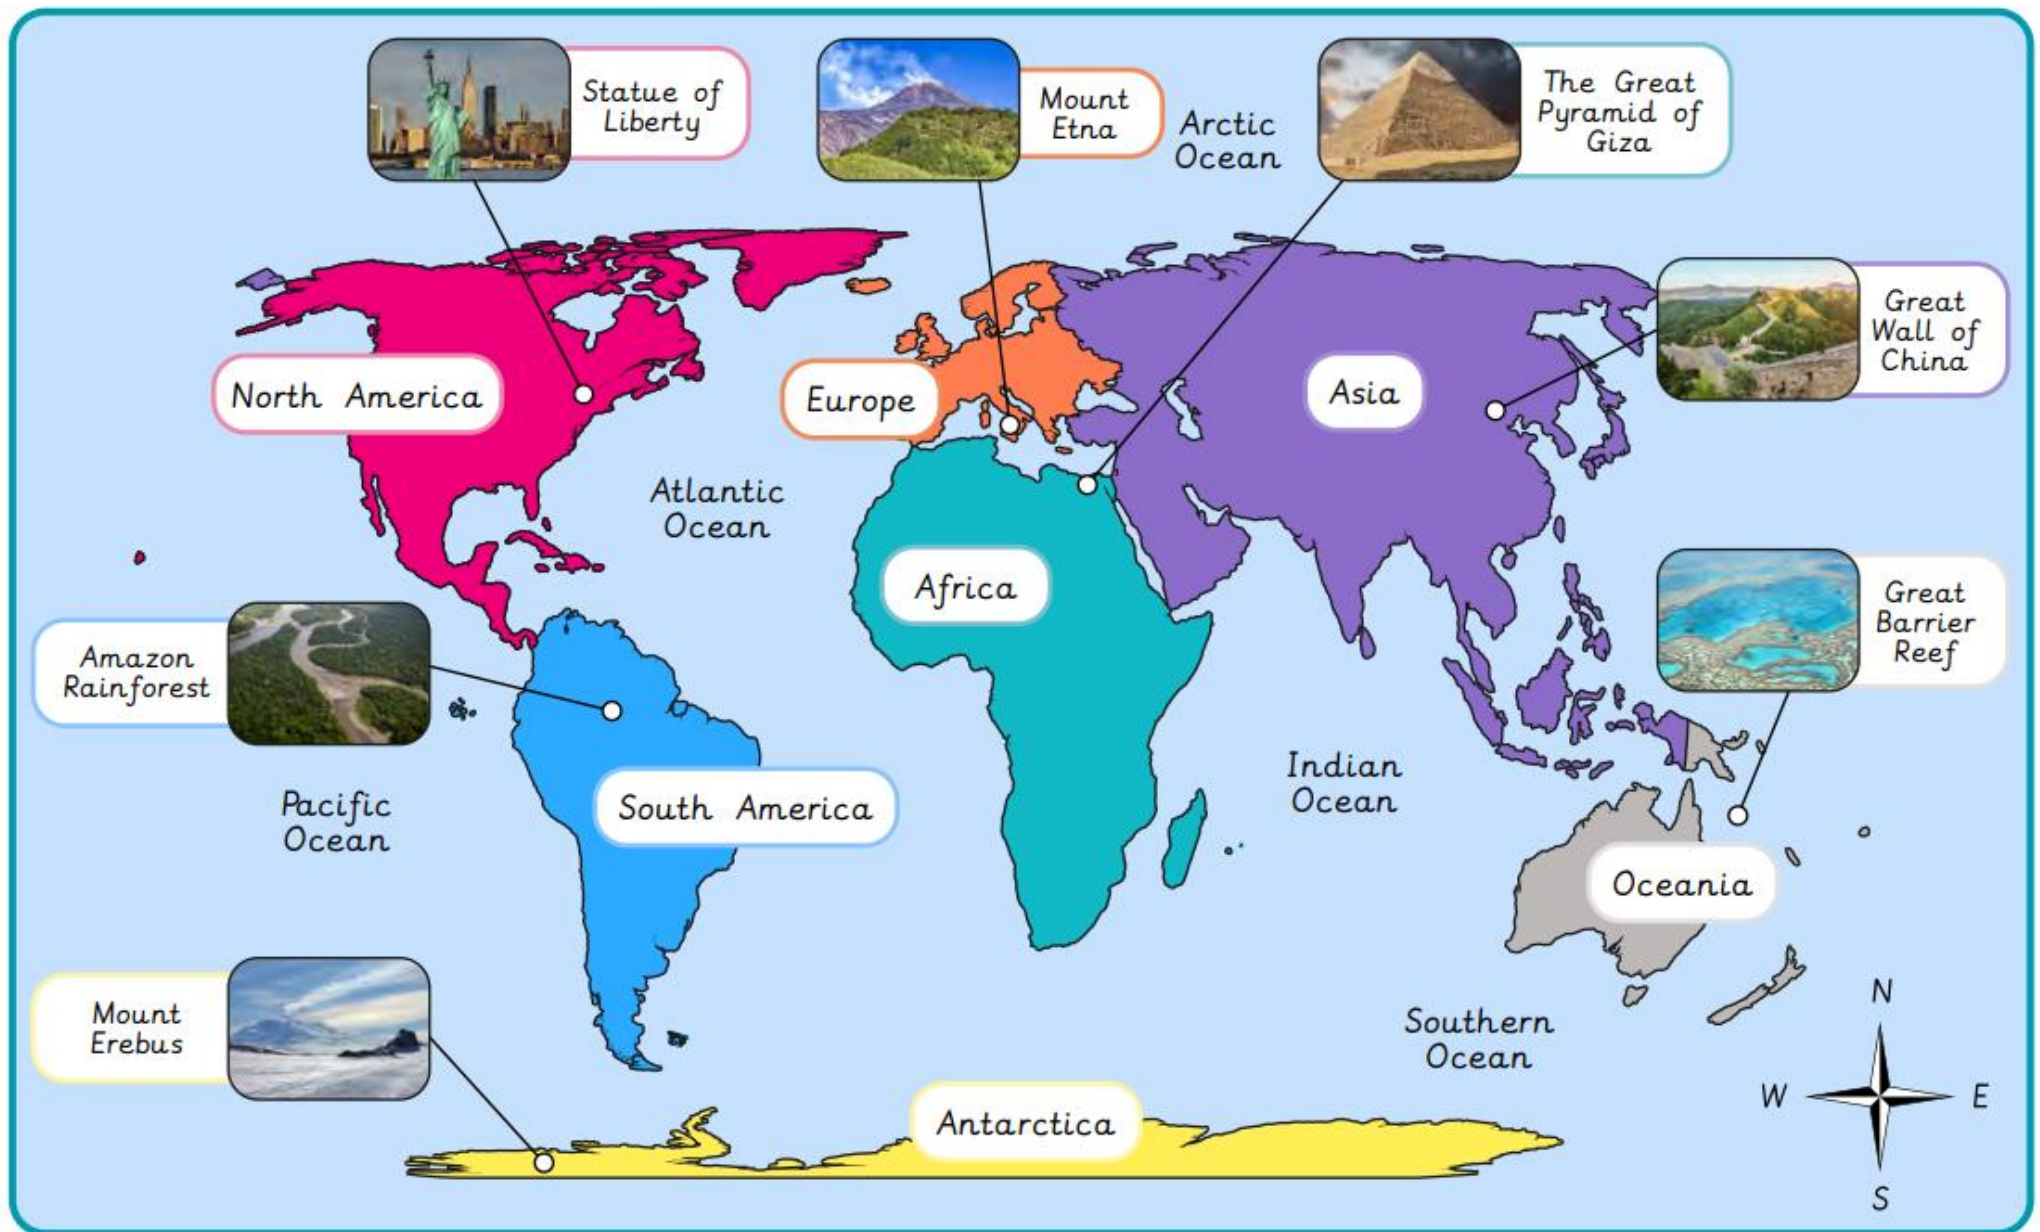 Statue of
Liberty
Mount
Etna
Arctic
Ocean
The Great
Pyramid of
Giza
Great
Wall of
China
North America
Europe
Asia
Atlantic
Ocean
Africa
Great
Barrier
Reef
Amazon
Rainforest
Pacific
Ocean
South America
Indian
Ocean
Oceania
Mount
Erebus
Southern
Ocean
Antarctica
N
W E
S